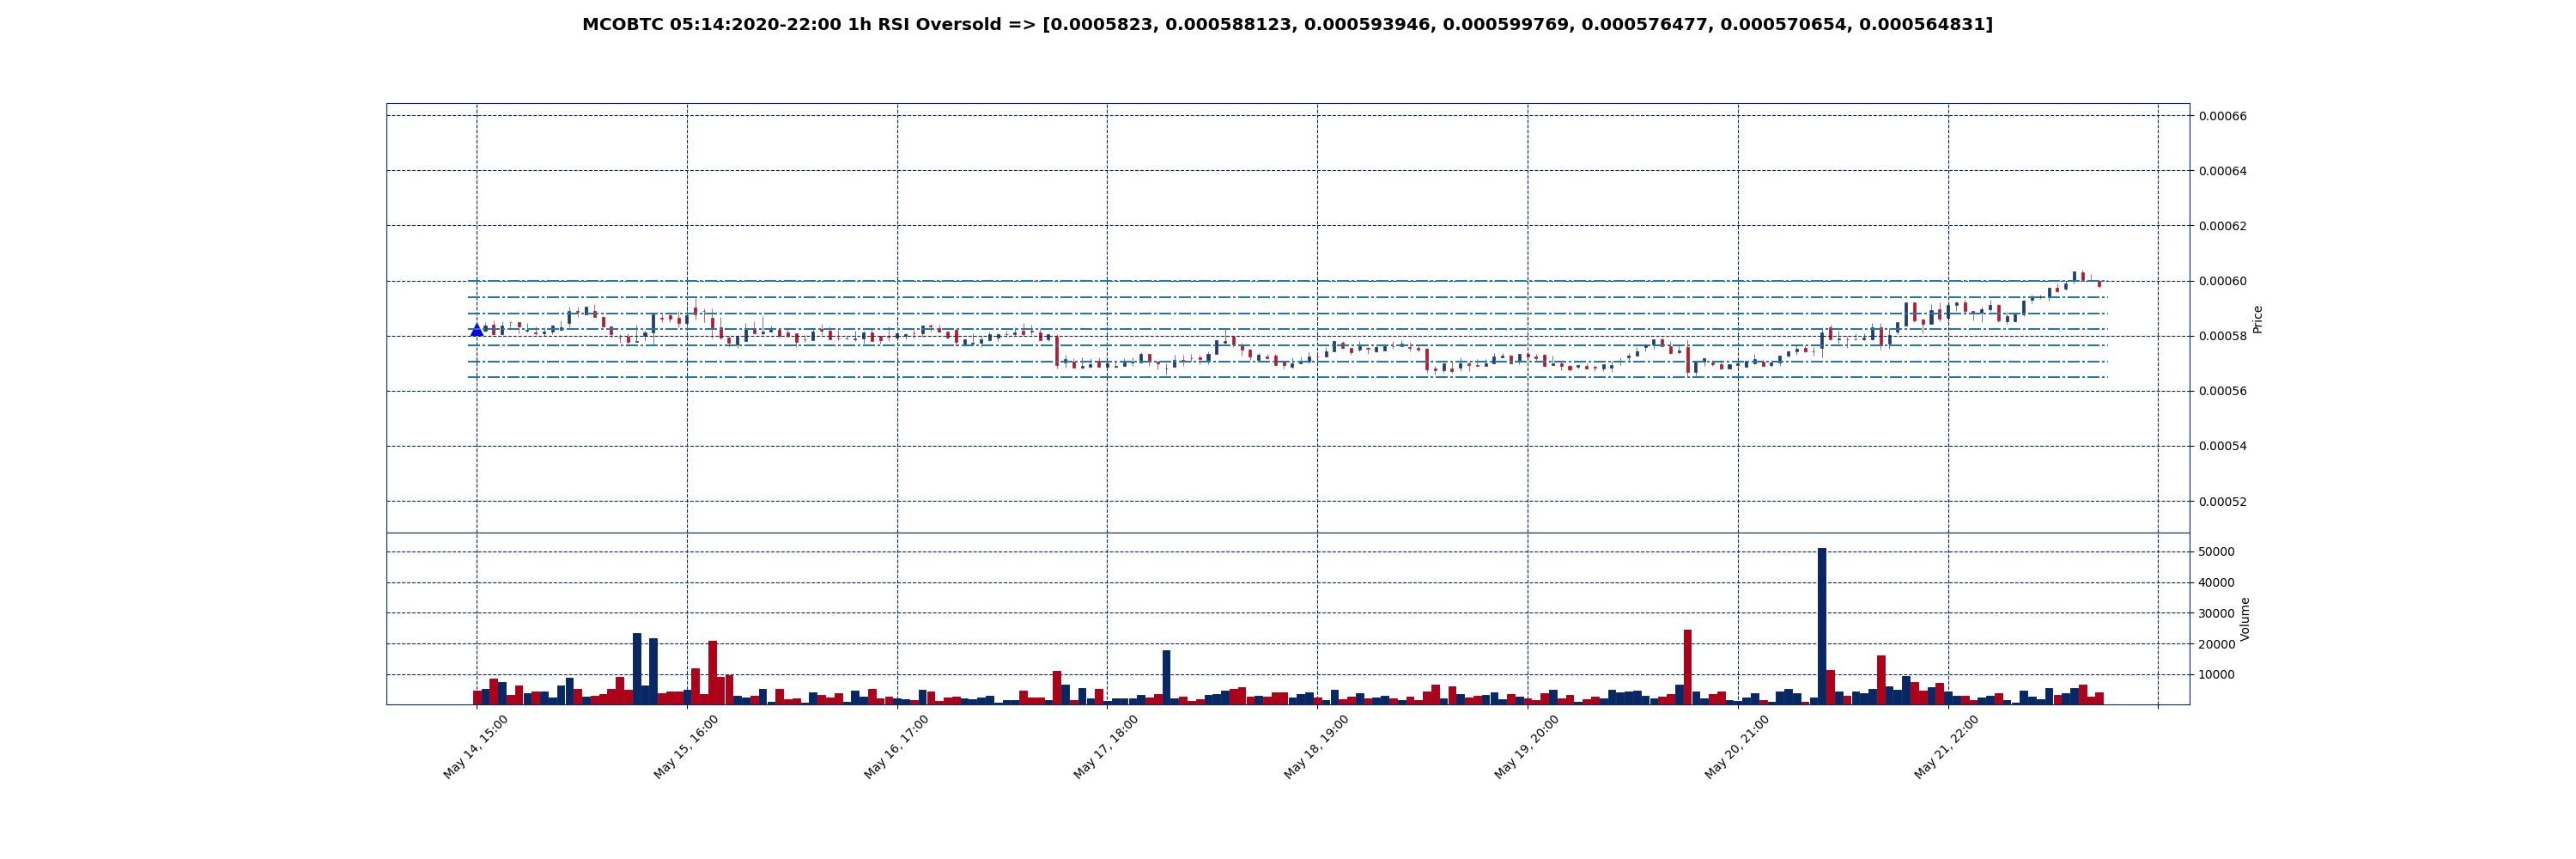 MCOBTC 05:14:2020-22:00 1h RSI Oversold => [0.0005823, 0.000588123, 0.000593946, 0.000599769, 0.000576477, 0.000570654, 0.000564831]
0.00066
0.00064
0.00062
0.00060
0.00058
0.00056
0.00054
0.00052
Price
50000
40000
30000
20000
10000
Volume
May 14, 15:00
May 15, 16:00
May 16, 17:00
May 17, 18:00
May 18, 19:00
May 19, 20:00
May 20, 21:00
May 21, 22:00